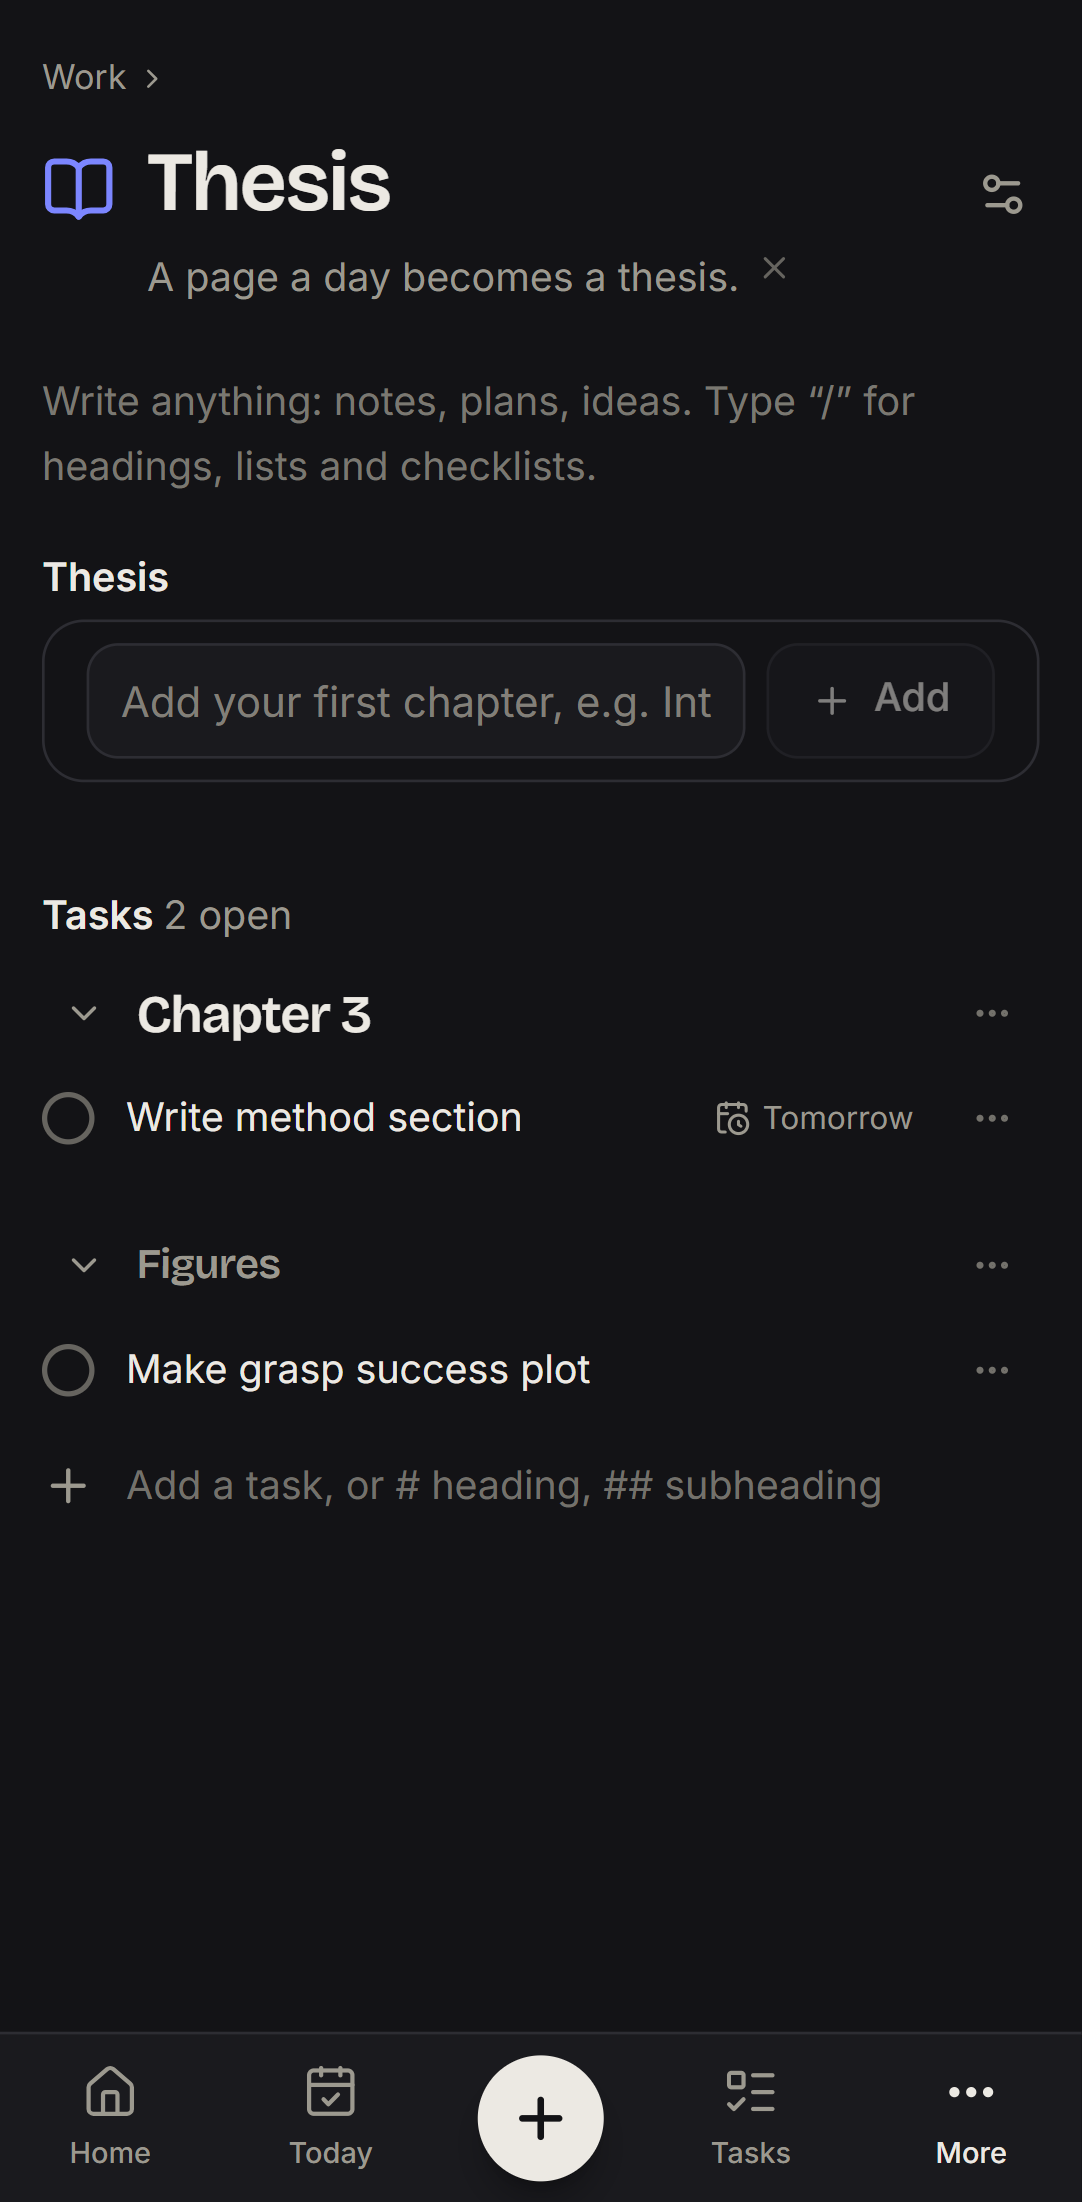 Work
Thesis
A page a day becomes a thesis.
Write anything: notes, plans, ideas. Type “/” for
headings, lists and checklists.
Thesis
Add your first chapter, e.g. Int
Add
Tasks 2 open
Chapter 3
Write method section
Tomorrow
Figures
Make grasp success plot
Add a task, or # heading, ## subheading
Home
Today
Tasks
More